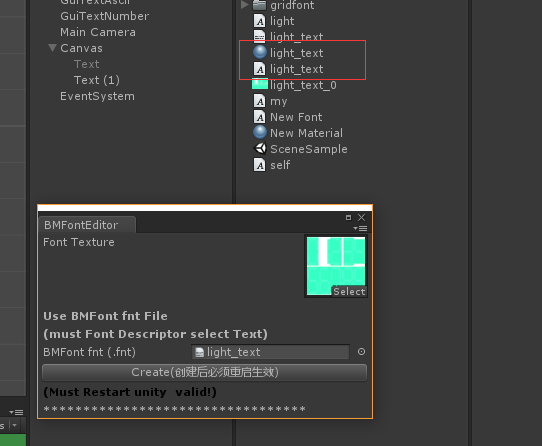 GuiTextAscii
GuiTextNumber
Main Camera
Canvas
Text
Text (1)
EventSystem
gridfont
light
light_text
light_text
light_text
light_text_0
my
New Font
New Material
SceneSample
self
BMFontEditor
Font Texture
Select
Use BMFont fnt File
(must Font Descriptor select Text)
BMFont fnt (.fnt)
light_text
Create(创建后必须重启生效)
(Must Restart unity valid!)
*********************************
s